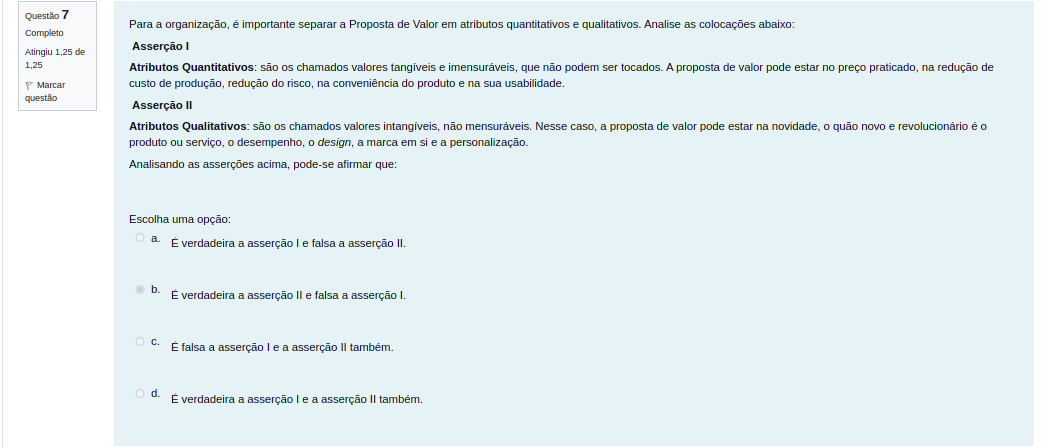 Questão 7
Completo
Atingiu 1,25 de
1,25
Marcar
questão
Para a organização, é importante separar a Proposta de Valor em atributos quantitativos e qualitativos. Analise as colocações abaixo:
Asserção I
Atributos Quantitativos: são os chamados valores tangíveis e imensuráveis, que não podem ser tocados. A proposta de valor pode estar no preço praticado, na redução de
custo de produção, redução do risco, na conveniência do produto e na sua usabilidade.
Asserção II
Atributos Qualitativos: são os chamados valores intangíveis, não mensuráveis. Nesse caso, a proposta de valor pode estar na novidade, o quão novo e revolucionário é o
produto ou serviço, o desempenho, o design, a marca em si e a personalização.
Analisando as asserções acima, pode-se afirmar que:
Escolha uma opção:
a. É verdadeira a asserção I e falsa a asserção II.
b. É verdadeira a asserção II e falsa a asserção I.
c. É falsa a asserção I e a asserção II também.
d. É verdadeira a asserção I e a asserção II também.